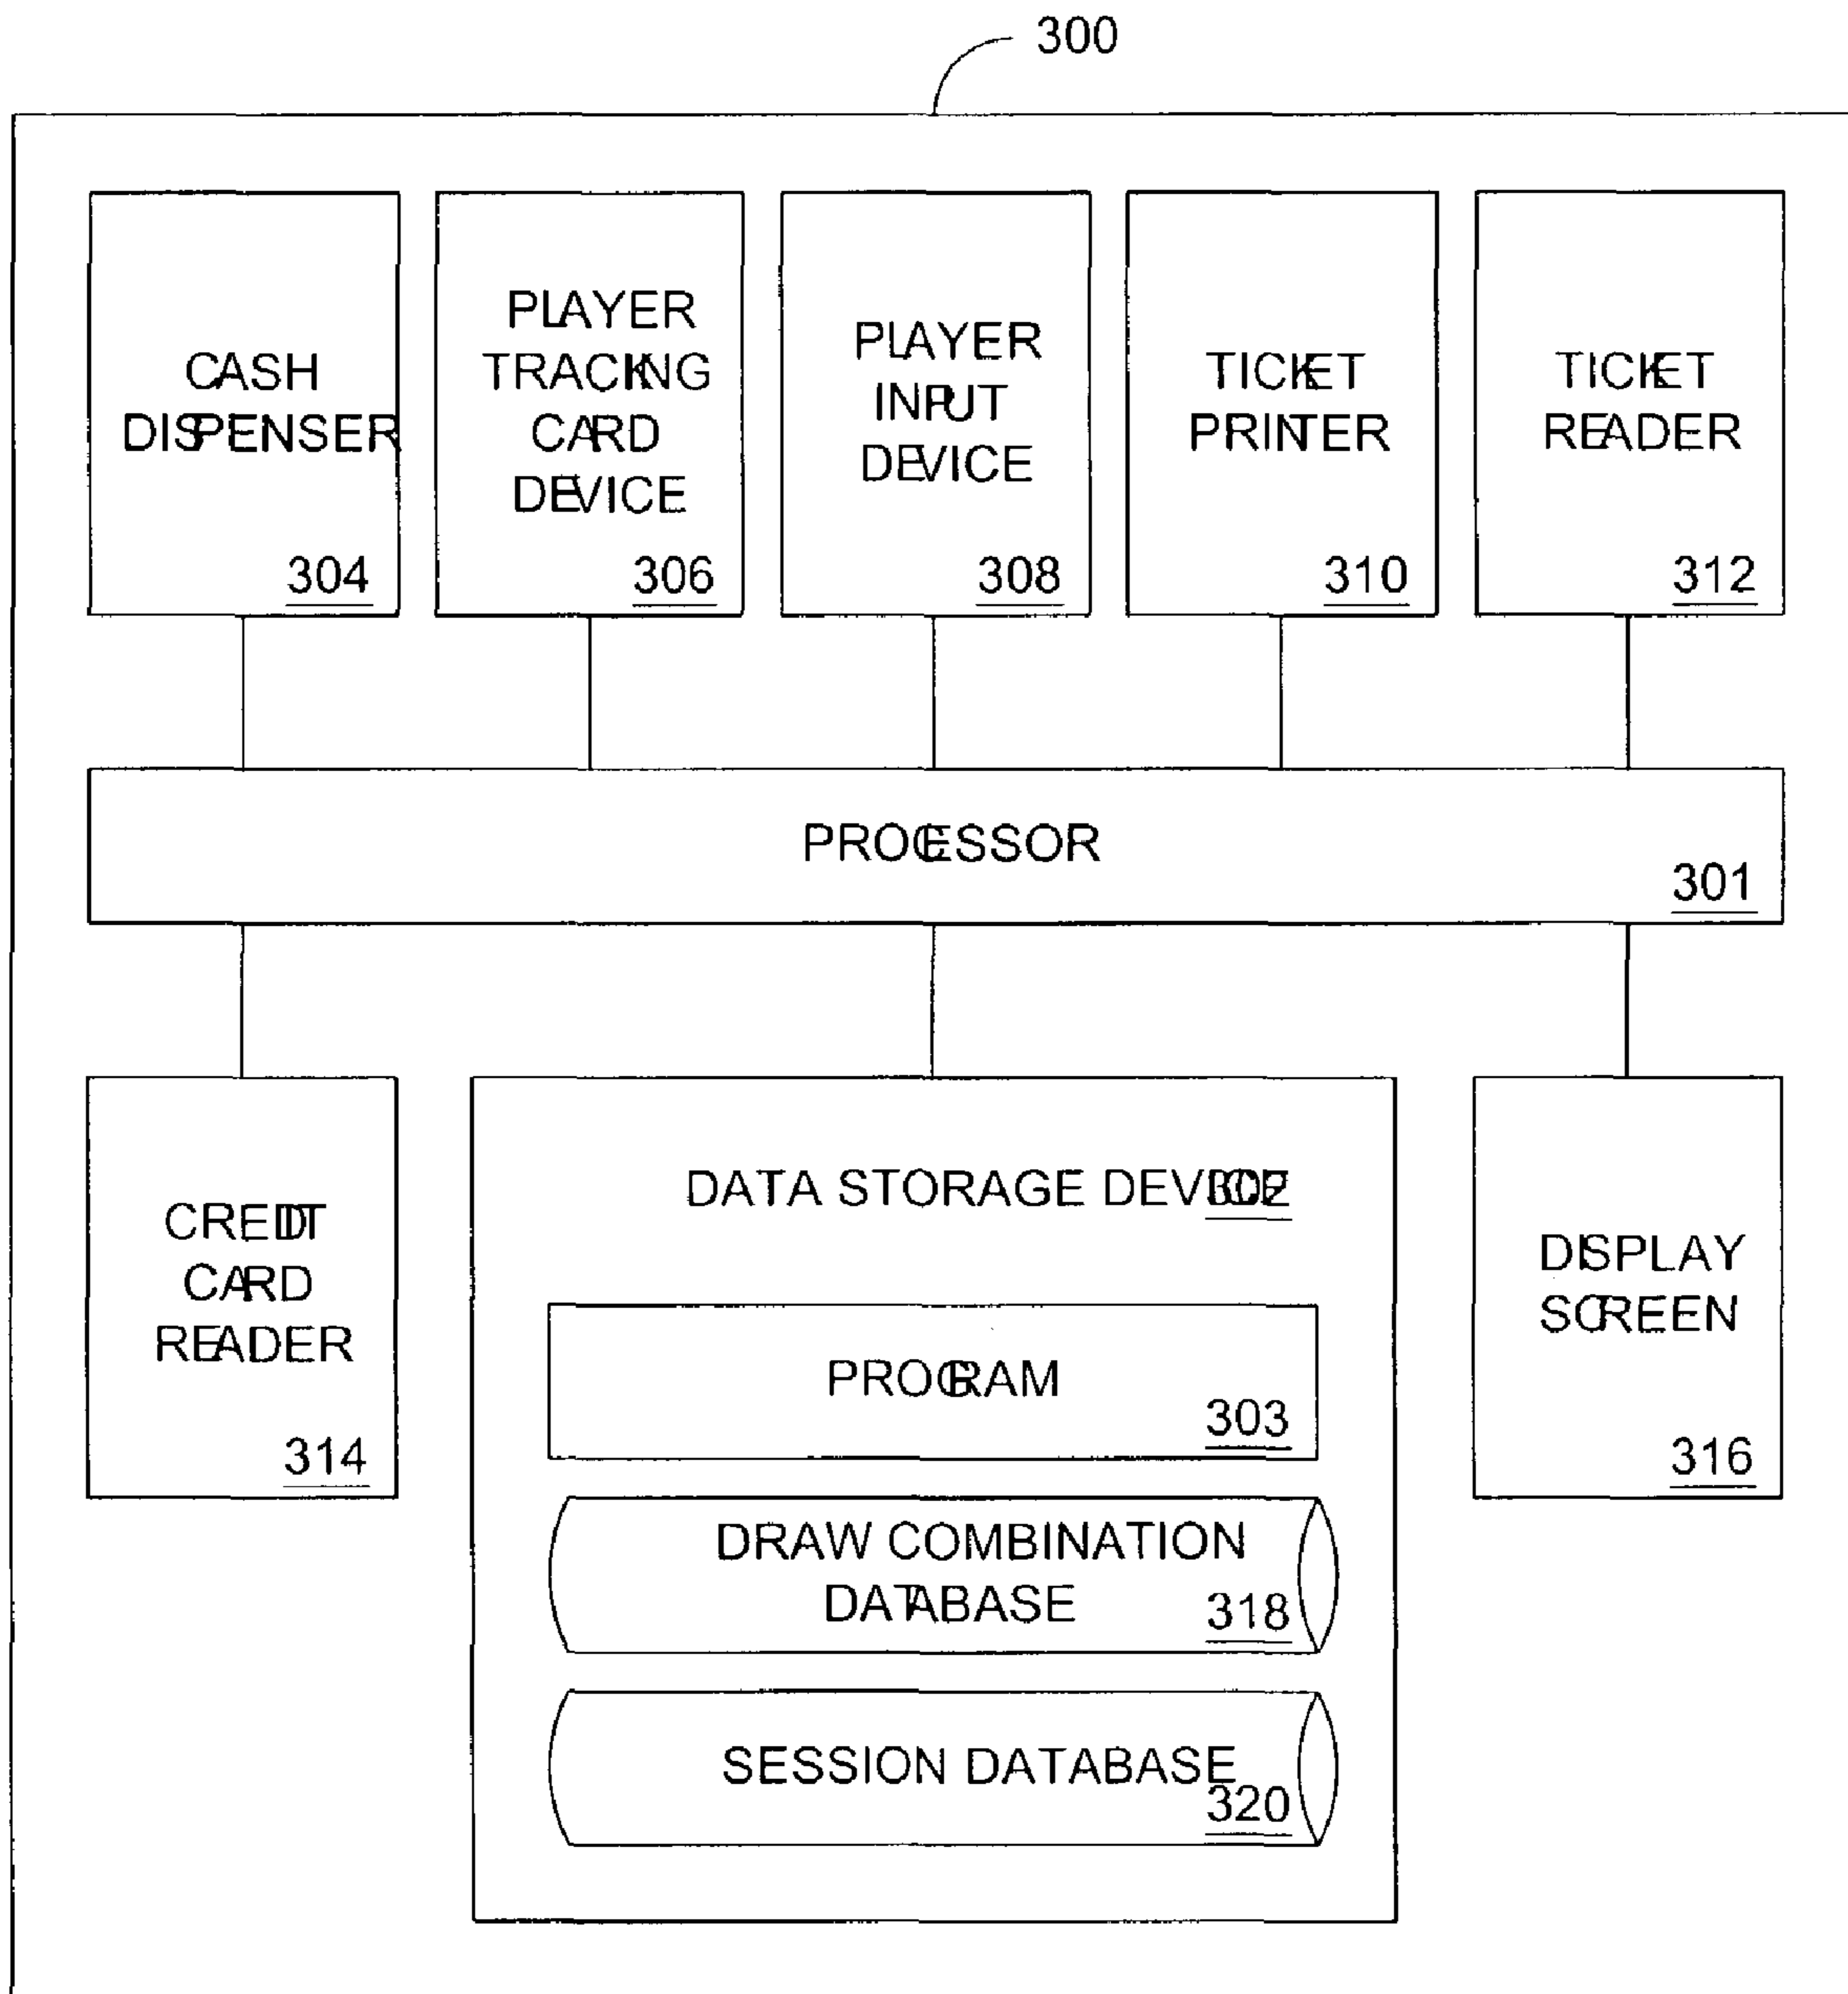 300
CASH
DISPENSER
304
PLAYER
TRACKING
CARD
DEVICE
306
PLAYER
INPUT
DEVICE
308
TICKET
PRINTER
310
TICKET
READER
312
PROCESSOR
301
CREDIT
CARD
READER
314
DATA STORAGE DEVICE
302
PROGRAM
303
DRAW COMBINATION
DATABASE
318
SESSION DATABASE
320
DISPLAY
SCREEN
316